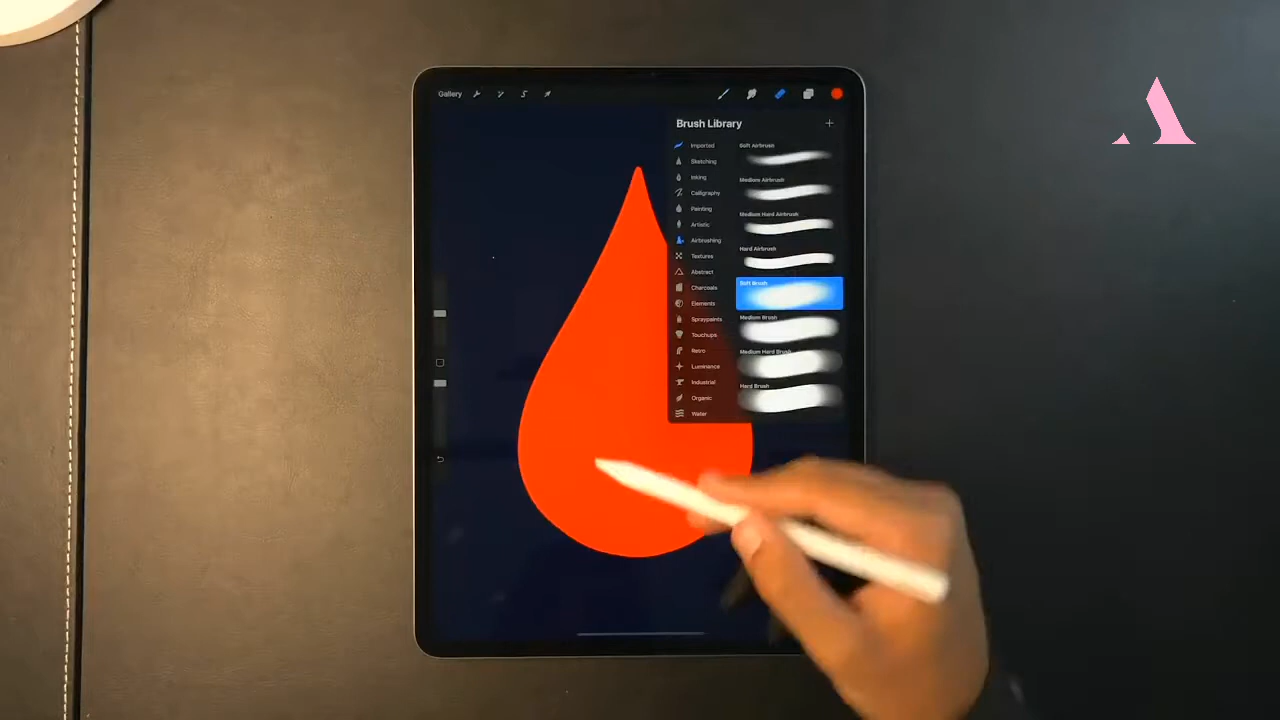 Gallery
Brush Library
Imported
Sketching
Inking
Calligraphy
Painting
Artistic
Airbrushing
Textures
Abstract
Charcoals
Elements
Spraypaints
Touchups
Retro
Luminance
Industrial
Organic
Water
Soft Airbrush
Medium Airbrush
Medium Hard Airbrush
Hard Airbrush
Soft Brush
Medium Brush
Medium Hard Brush
Hard Brush